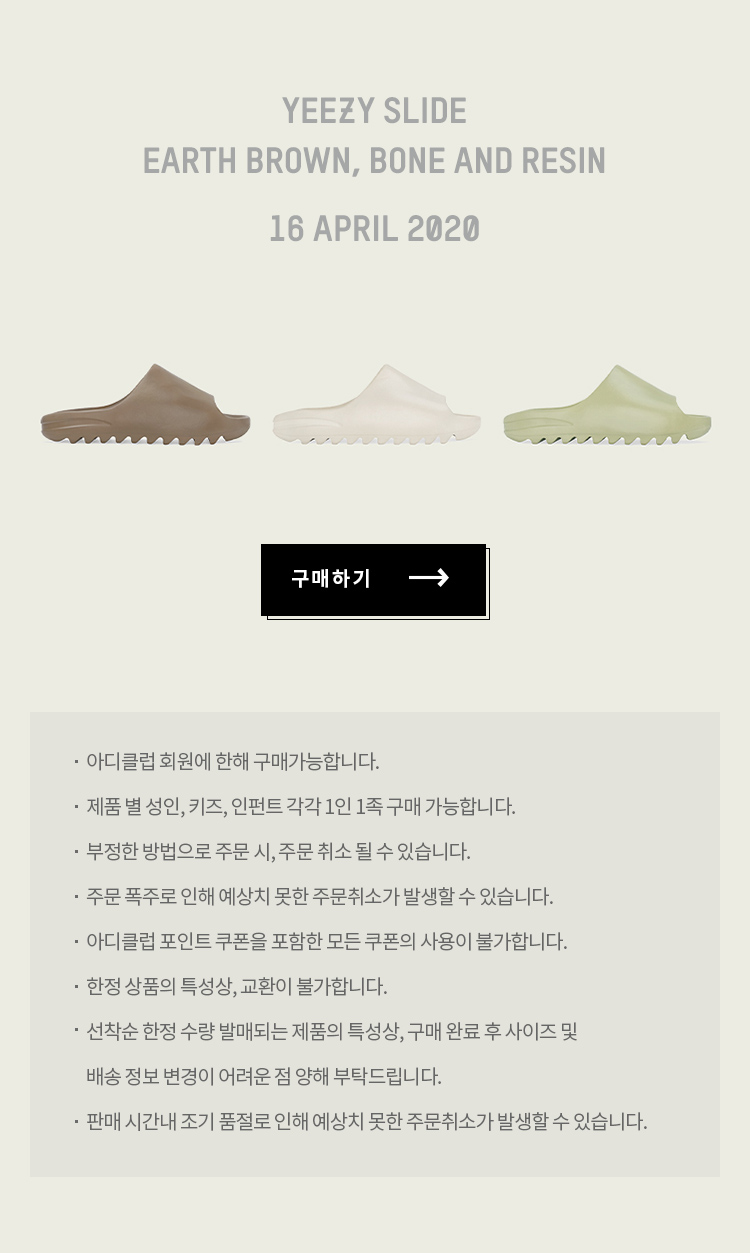 YEEZY SLIDE
EARTH BROWN, BONE AND RESIN
16 APRIL 2020
구매하기 →
· 아디클럽 회원에 한해 구매가능합니다.
· 제품 별 성인, 키즈, 인펀트 각각 1인 1족 구매 가능합니다.
· 부정한 방법으로 주문 시, 주문 취소 될 수 있습니다.
· 주문 폭주로 인해 예상치 못한 주문취소가 발생할 수 있습니다.
· 아디클럽 포인트 쿠폰을 포함한 모든 쿠폰의 사용이 불가합니다.
· 한정 상품의 특성상, 교환이 불가합니다.
· 선착순 한정 수량 발매되는 제품의 특성상, 구매 완료 후 사이즈 및
배송 정보 변경이 어려운 점 양해 부탁드립니다.
· 판매 시간내 조기 품절로 인해 예상치 못한 주문취소가 발생할 수 있습니다.